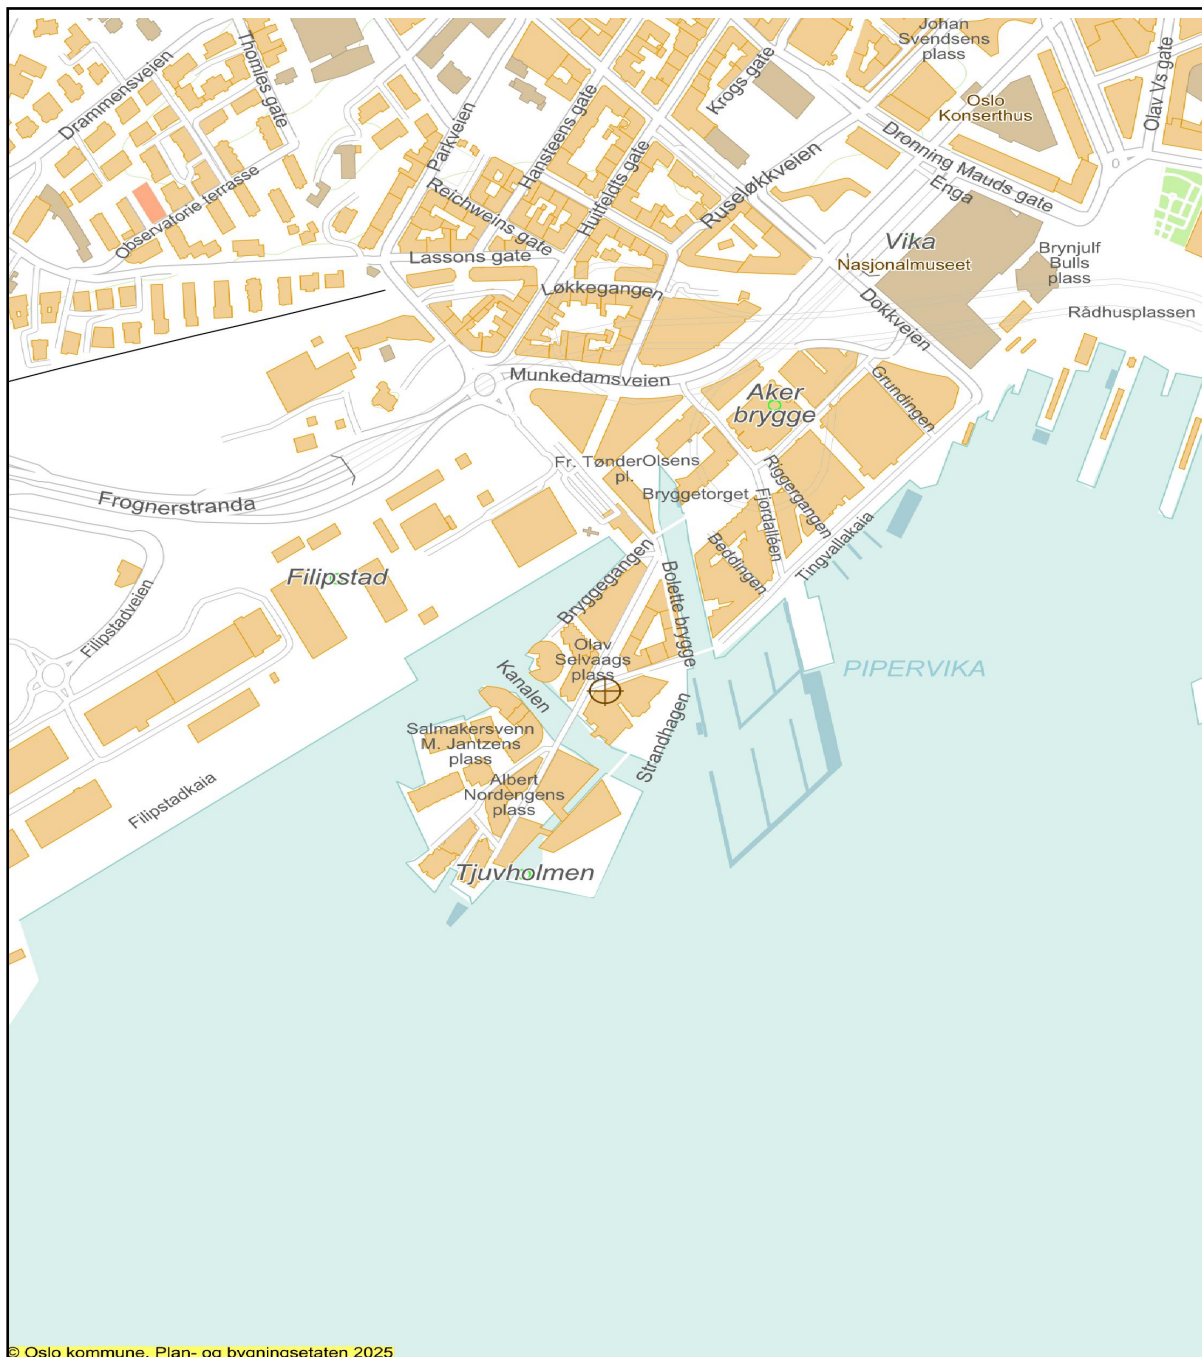 Johan
Svendsens
plass
Olav Vs gate
Thomles gate
Drammensveien
Krogs gate
Oslo
Konserthus
Parkveien
Hansteens gate
Huitfeldts gate
Dronning Mauds gate
Ruseløkkveien
Enga
Observatorie terrasse
Reichweins gate
Vika
Nasjonalmuseet
Brynjulf
Bulls
plass
Lassons gate
Løkkegangen
Dokkveien
Rådhusplassen
Munkedamsveien
Aker
brygge
Grundingen
Fr. Tønder
Olsens
pl.
Bryggetorget
Riggergangen
Fjordalléen
Frognerstranda
Beddingen
Tingvallakaia
Filipstad
Bryggegangen
Bolette brygge
Filipstadveien
Olav
Selvaags
plass
PIPERVIKA
Kanalen
Strandhagen
Salmakersvenn
M. Jantzens
plass
Albert
Nordengens
plass
Filipstadkaia
Tjuvholmen
© Oslo kommune, Plan- og bygningsetaten 2025